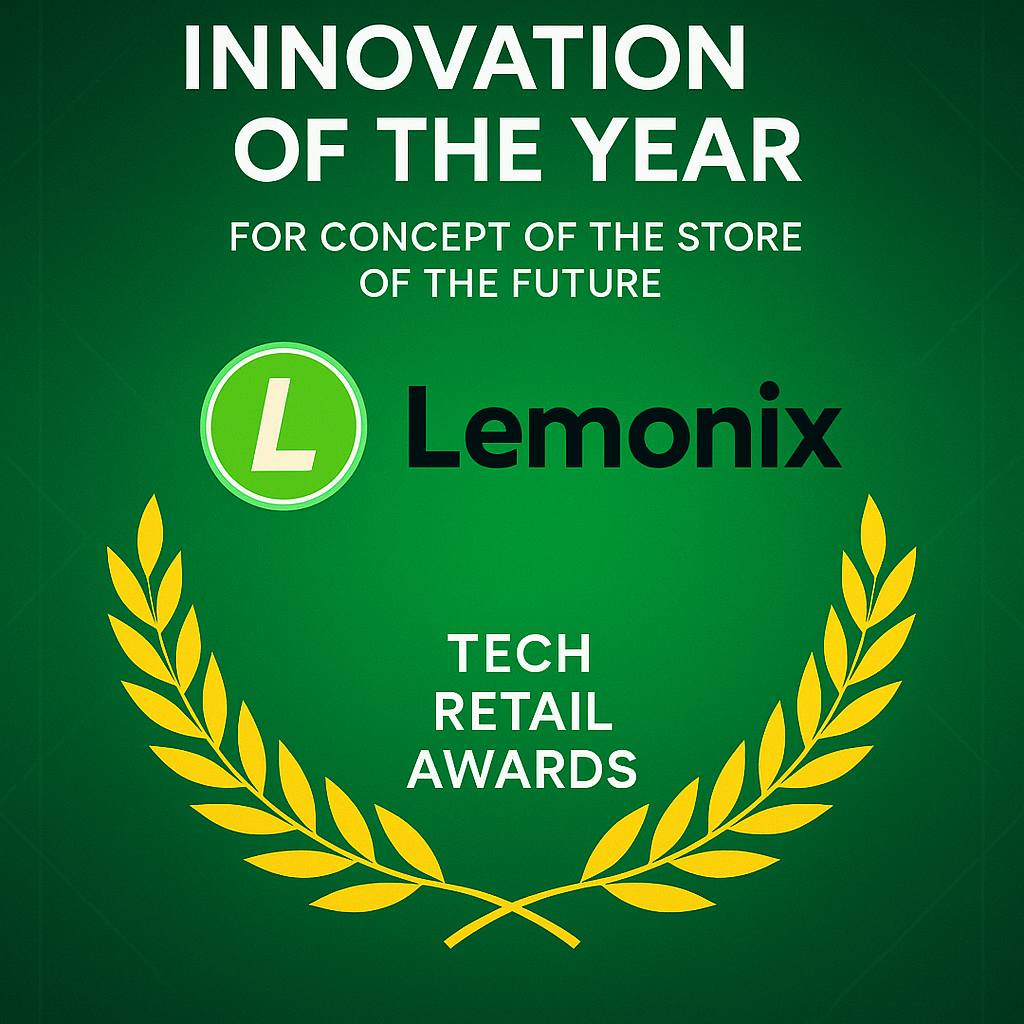 INNOVATION
OF THE YEAR
FOR CONCEPT OF THE STORE
OF THE FUTURE
L Lemonix
TECH
RETAIL
AWARDS